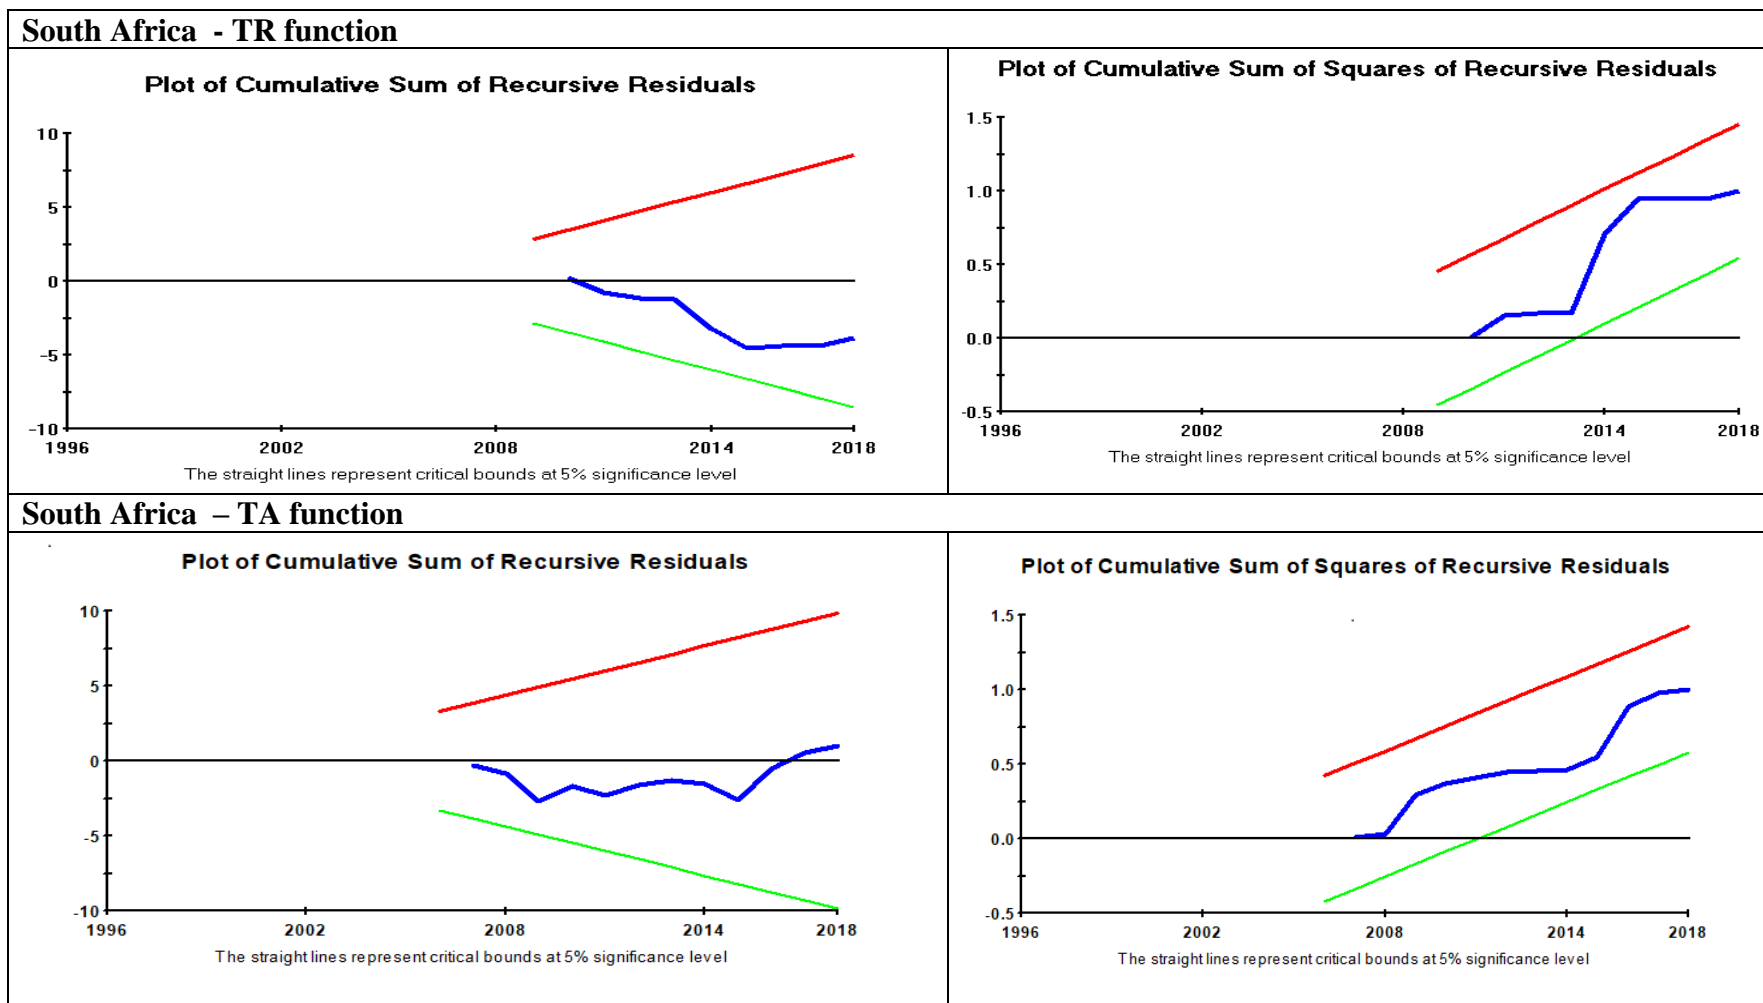 South Africa - TR function
Plot of Cumulative Sum of Recursive Residuals
10
5
0
-5
-10
1996 2002 2008 2014 2018
The straight lines represent critical bounds at 5% significance level
Plot of Cumulative Sum of Squares of Recursive Residuals
1.5
1.0
0.5
0.0
-0.5
1996 2002 2008 2014 2018
The straight lines represent critical bounds at 5% significance level
South Africa – TA function
Plot of Cumulative Sum of Recursive Residuals
10
5
0
-5
-10
1996 2002 2008 2014 2018
The straight lines represent critical bounds at 5% significance level
Plot of Cumulative Sum of Squares of Recursive Residuals
1.5
1.0
0.5
0.0
-0.5
1996 2002 2008 2014 2018
The straight lines represent critical bounds at 5% significance level